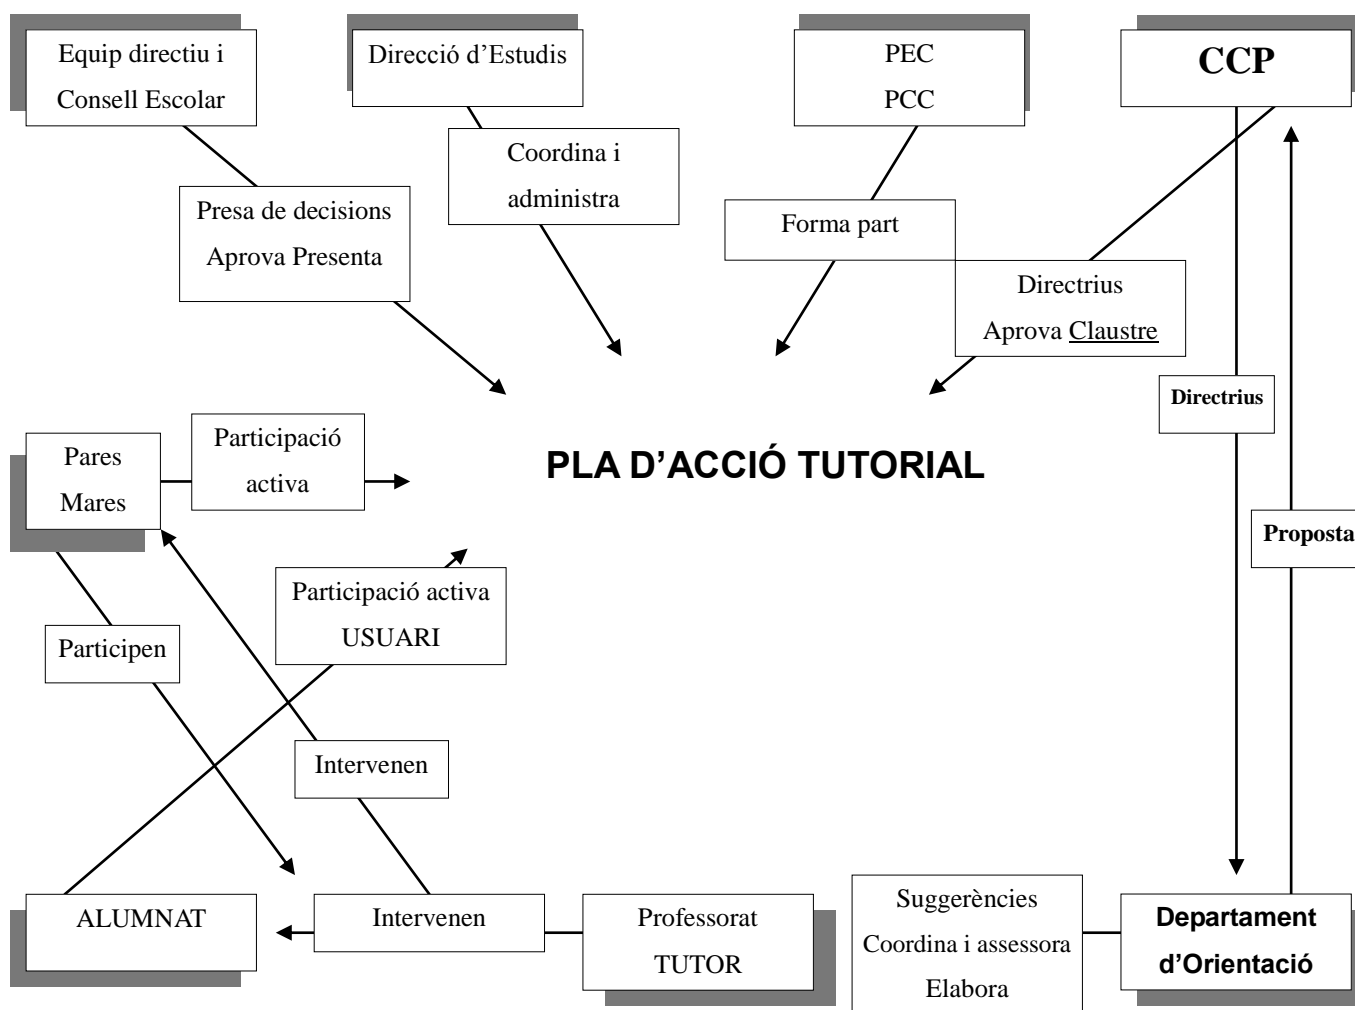 Equip directiu i
Consell Escolar
Direcció d’Estudis
PEC
PCC
CCP
Coordina i
administra
Presa de decisions
Aprova Presenta
Forma part
Directrius
Aprova Claustre
Directrius
Pares
Mares
Participació
activa
PLA D’ACCIÓ TUTORIAL
Proposta
Participació activa
USUARI
Participen
Intervenen
ALUMNAT
Intervenen
Professorat
TUTOR
Suggerències
Coordina i assessora
Elabora
Departament
d’Orientació